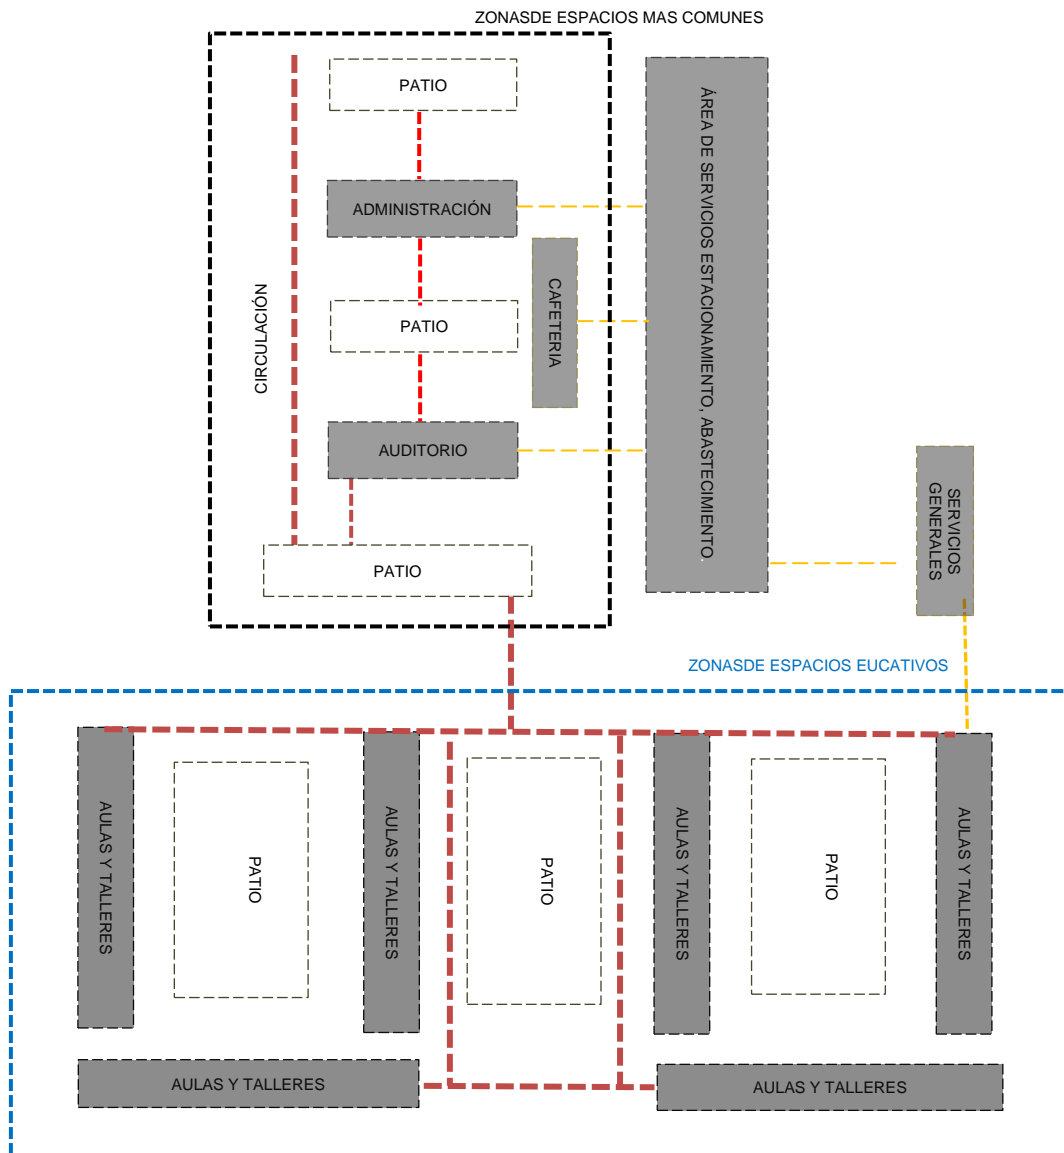 ZONASDE ESPACIOS MAS COMUNES
PATIO
ÁREA DE SERVICIOS ESTACIONAMIENTO, ABASTECIMIENTO.
ADMINISTRACIÓN
CAFETERIA
CIRCULACIÓN
PATIO
AUDITORIO
SERVICIOS
GENERALES
PATIO
ZONASDE ESPACIOS EUCATIVOS
AULAS Y TALLERES
PATIO
AULAS Y TALLERES
PATIO
AULAS Y TALLERES
PATIO
AULAS Y TALLERES
AULAS Y TALLERES
AULAS Y TALLERES